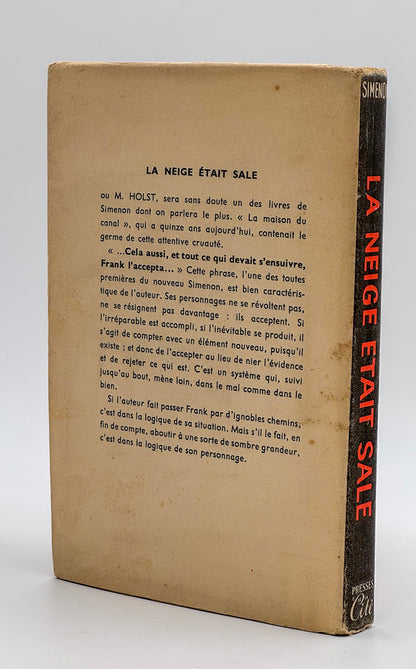 LA NEIGE ÉTAIT SALE
ou M. HOLST, sera sans doute un des livres de
Simenon dont on parlera le plus. « La maison du
canal », qui a quinze ans aujourd'hui, contenait le
germe de cette attentive cruauté.
« ...Cela aussi, et tout ce qui devait s'ensuivre,
Frank l'accepta... » Cette phrase, l'une des toutes
premières du nouveau Simenon, est bien caractéris-
tique de l'auteur. Ses personnages ne se révoltent pas,
ne se résignent pas davantage : ils acceptent. Si
l'irréparable est accompli, si l'inévitable se produit, il
s'agit de compter avec un élément nouveau, puisqu'il
existe ; et donc de l'accepter au lieu de nier l'évidence
et de rejeter ce qui est. C'est un système qui, suivi
jusqu'au bout, mène loin, dans le mal comme dans le
bien.
Si l'auteur fait passer Frank par d'ignobles chemins,
c'est dans la logique de sa situation. Mais s'il le fait, en
fin de compte, aboutir à une sorte de sombre grandeur,
c'est dans la logique de son personnage.
SIMENO
LA NEIGE ETAIT SALE
PRESSES
Cité